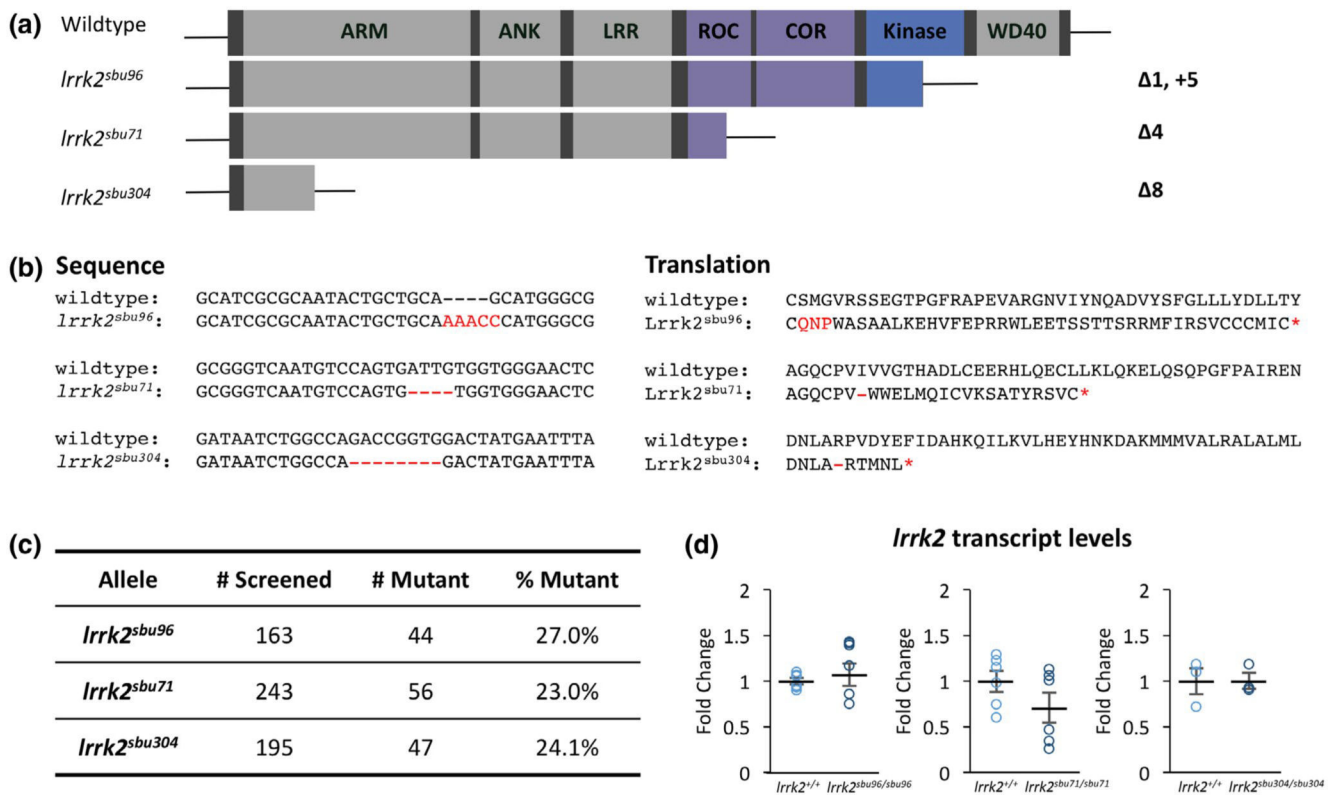 (a)
Wildtype
ARM ANK LRR ROC COR Kinase WD40
lrrk2sbu96 Δ1, +5
lrrk2sbu71 Δ4
lrrk2sbu304 Δ8
(b) Sequence
wildtype: GCATCGCGCAATACTGCTGCA----GCATGGGCG
lrrk2sbu96: GCATCGCGCAATACTGCTGCAAAACCCATGGGCG
wildtype: GCGGGTCAATGTCCAGTGATTGTGGTGGGAACTC
lrrk2sbu71: GCGGGTCAATGTCCAGTG----TGGTGGGAACTC
wildtype: GATAATCTGGCCAGACCGGTGGACTATGAATTTA
lrrk2sbu304: GATAATCTGGCCA--------GACTATGAATTTA
Translation
wildtype: CSMGVRSSEGTPGFRAPEVARGNVIYNQADVYSFGLLLYDLLTY
Lrrk2sbu96: CQNPWASAALKEHVFEPRRWLEETSSTTSRRMFIRSVCCCMIC*
wildtype: AGQCPVIVVGTHADLCEERHLQECLLKLQKELQSQPGFPAIREN
Lrrk2sbu71: AGQCPV-WWELMQICVKSATYRSVC*
wildtype: DNLARPVDYEFIDAHKQILKVLHEYHNKDAKMMMVALRALALML
Lrrk2sbu304: DNLA-RTMNL*
(c)
Allele # Screened # Mutant % Mutant
lrrk2sbu96 163 44 27.0%
lrrk2sbu71 243 56 23.0%
lrrk2sbu304 195 47 24.1%
(d) lrrk2 transcript levels
Fold Change
2
1.5
1
0.5
0
lrrk2+/+ lrrk2sbu96/sbu96
Fold Change
2
1.5
1
0.5
0
lrrk2+/+ lrrk2sbu71/sbu71
Fold Change
2
1.5
1
0.5
0
lrrk2+/+ lrrk2sbu304/sbu304